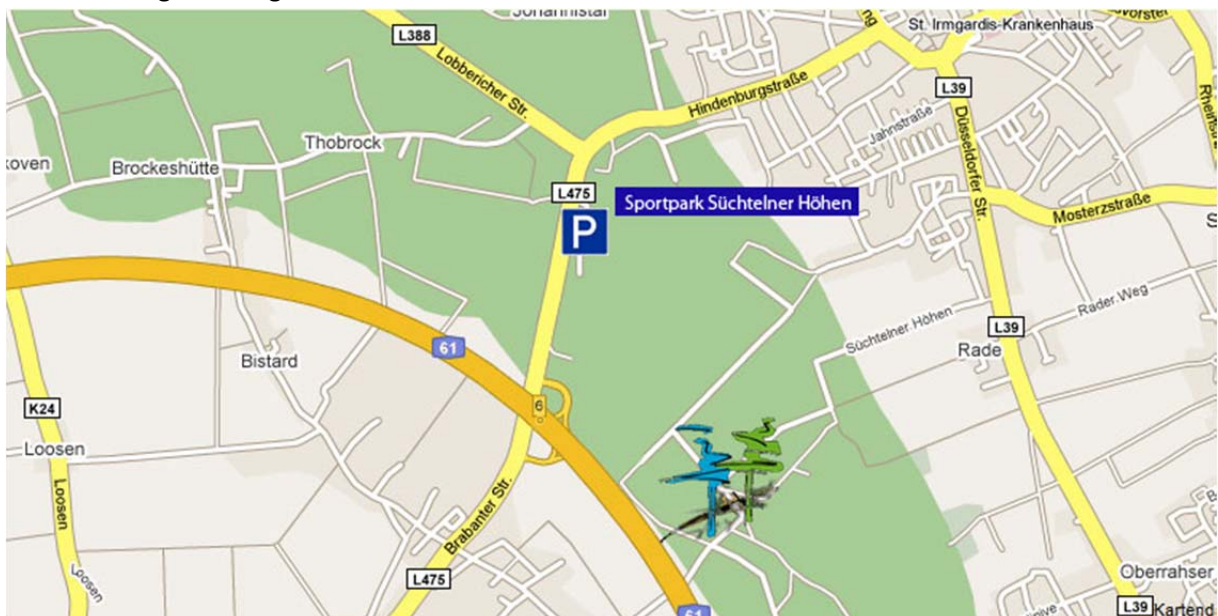 Johannistal
St. Irmgardis-Krankenhaus
L388
Lobbericher Str.
Hindenburgstraße
L39
Düsseldorfer Str.
Jahnstraße
Thobrock
Brockeshütte
L475
Sportpark Süchtelner Höhen
P
Mosterzstraße
Rader Weg
Süchtelner Höhen
L39
Rade
61
Bistard
K24
6
Loosen
Loosen
Loosen
Brabanter Str.
L475
Oberrahser
61
L39